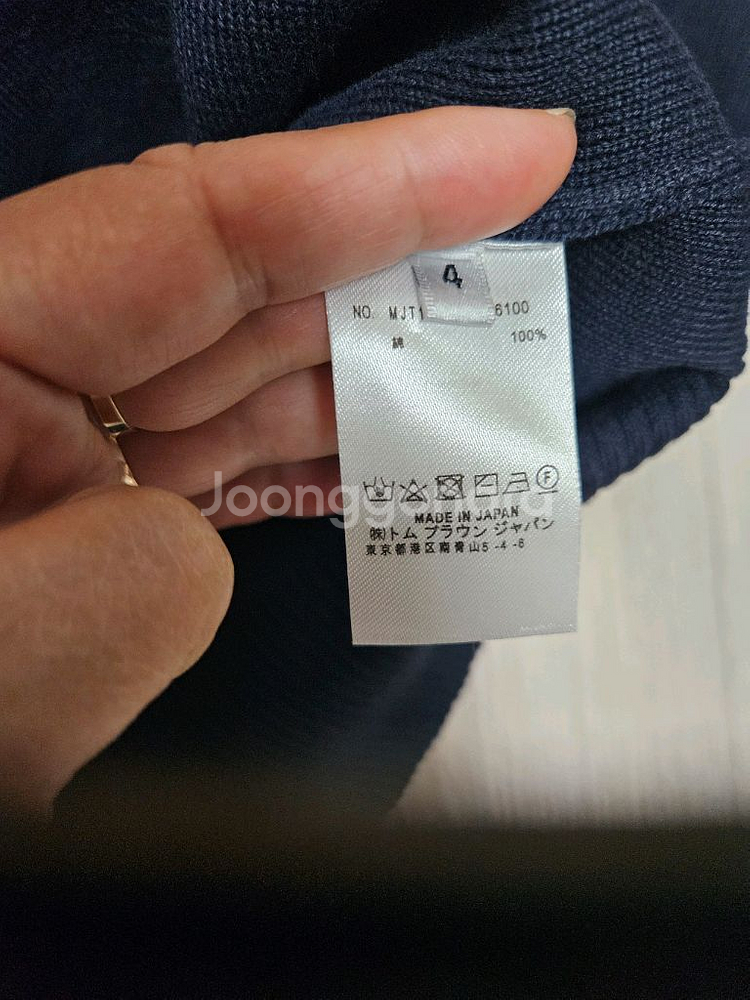 4
NO. MJT1 6100
綿 100%
Joongg
F
MADE IN JAPAN
㈱トム ブラウン ジャパン
東京都港区南青山5-4-6